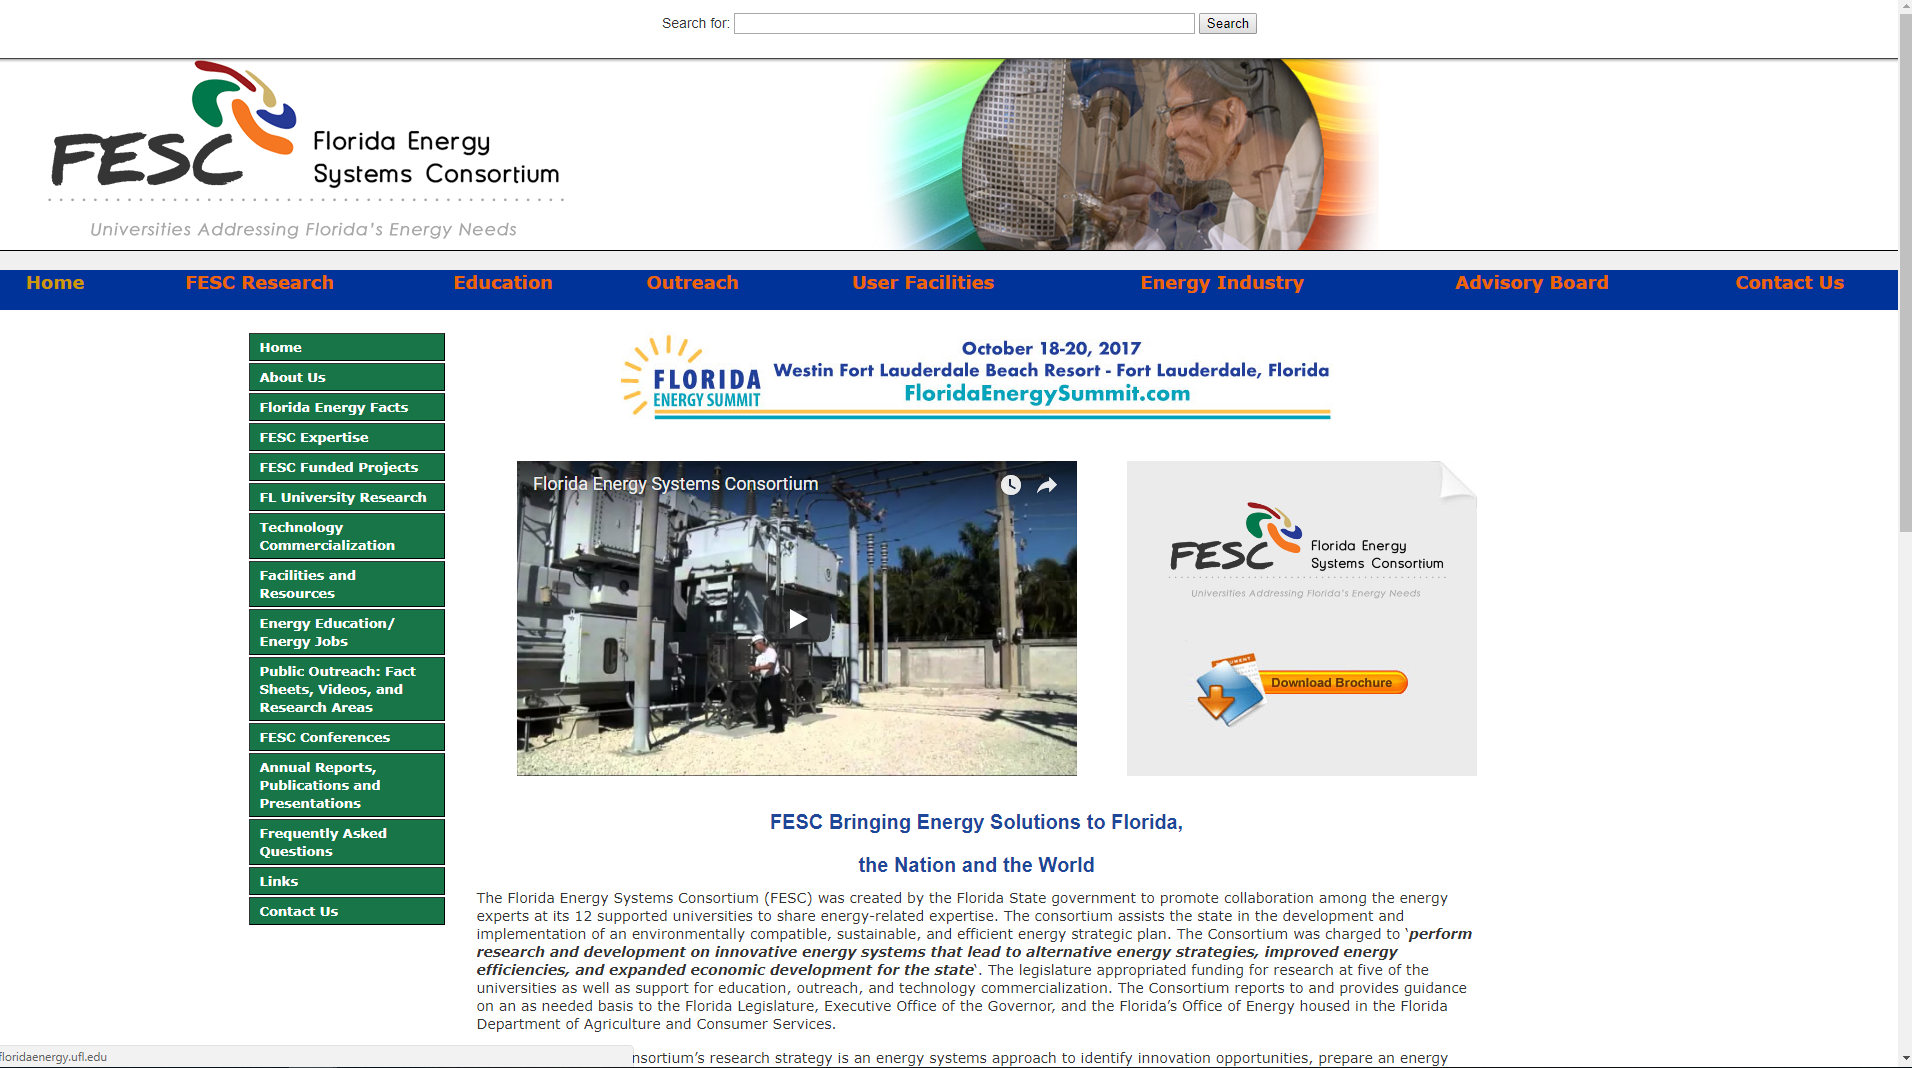 Search for:
Search
FESC
Florida Energy
Systems Consortium
Universities Addressing Florida's Energy Needs
Home
FESC Research
Education
Outreach
User Facilities
Energy Industry
Advisory Board
Contact Us
Home
About Us
Florida Energy Facts
FESC Expertise
FESC Funded Projects
FL University Research
Technology
Commercialization
Facilities and
Resources
Energy Education/
Energy Jobs
Public Outreach: Fact
Sheets, Videos, and
Research Areas
FESC Conferences
Annual Reports,
Publications and
Presentations
Frequently Asked
Questions
Links
Contact Us
FLORIDA
ENERGY SUMMIT
October 18-20, 2017
Westin Fort Lauderdale Beach Resort - Fort Lauderdale, Florida
FloridaEnergySummit.com
Florida Energy Systems Consortium
FESC
Florida Energy
Systems Consortium
Universities Addressing Florida's Energy Needs
Download Brochure
FESC Bringing Energy Solutions to Florida,
the Nation and the World
The Florida Energy Systems Consortium (FESC) was created by the Florida State government to promote collaboration among the energy
experts at its 12 supported universities to share energy-related expertise. The consortium assists the state in the development and
implementation of an environmentally compatible, sustainable, and efficient energy strategic plan. The Consortium was charged to ‘perform
research and development on innovative energy systems that lead to alternative energy strategies, improved energy
efficiencies, and expanded economic development for the state‘. The legislature appropriated funding for research at five of the
universities as well as support for education, outreach, and technology commercialization. The Consortium reports to and provides guidance
on an as needed basis to the Florida Legislature, Executive Office of the Governor, and the Florida’s Office of Energy housed in the Florida
Department of Agriculture and Consumer Services.
nsortium’s research strategy is an energy systems approach to identify innovation opportunities, prepare an energy
floridaenergy.ufl.edu